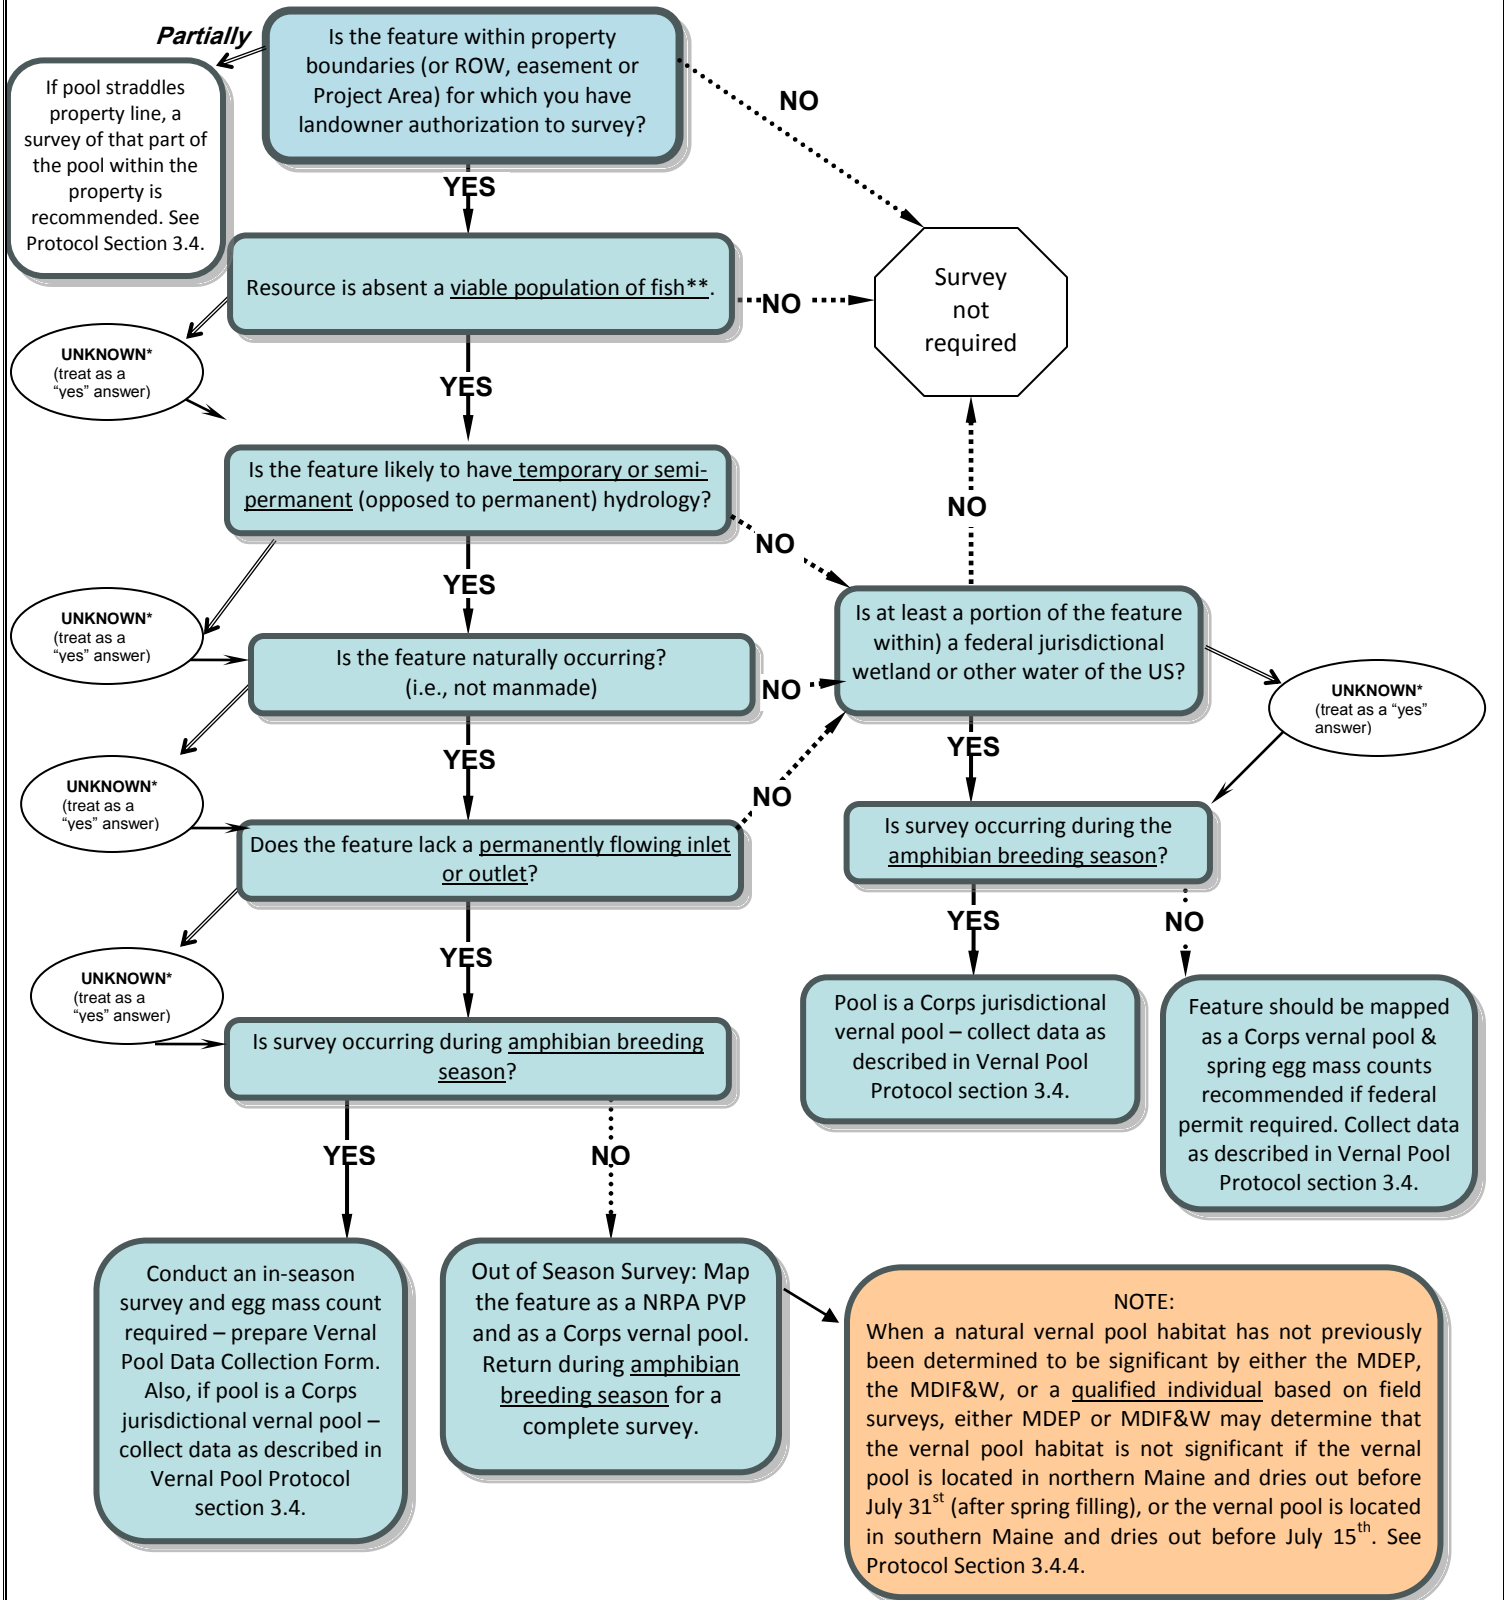 Partially
Is the feature within property
boundaries (or ROW, easement or
Project Area) for which you have
landowner authorization to survey?
NO
If pool straddles
property line, a
survey of that part of
the pool within the
property is
recommended. See
Protocol Section 3.4.
YES
Resource is absent a viable population of fish**.
NO
Survey
not
required
UNKNOWN*
(treat as a
“yes” answer)
YES
Is the feature likely to have temporary or semi-
permanent (opposed to permanent) hydrology?
NO
NO
YES
UNKNOWN*
(treat as a
“yes” answer)
Is the feature naturally occurring?
(i.e., not manmade)
NO
Is at least a portion of the feature
within) a federal jurisdictional
wetland or other water of the US?
UNKNOWN*
(treat as a “yes”
answer)
YES
YES
UNKNOWN*
(treat as a
“yes” answer)
NO
Does the feature lack a permanently flowing inlet
or outlet?
Is survey occurring during the
amphibian breeding season?
YES
YES
NO
UNKNOWN*
(treat as a
“yes” answer)
Is survey occurring during amphibian breeding
season?
Pool is a Corps jurisdictional
vernal pool – collect data as
described in Vernal Pool
Protocol section 3.4.
Feature should be mapped
as a Corps vernal pool &
spring egg mass counts
recommended if federal
permit required. Collect data
as described in Vernal Pool
Protocol section 3.4.
YES
NO
Conduct an in-season
survey and egg mass count
required – prepare Vernal
Pool Data Collection Form.
Also, if pool is a Corps
jurisdictional vernal pool –
collect data as described in
Vernal Pool Protocol
section 3.4.
Out of Season Survey: Map
the feature as a NRPA PVP
and as a Corps vernal pool.
Return during amphibian
breeding season for a
complete survey.
NOTE:
When a natural vernal pool habitat has not previously
been determined to be significant by either the MDEP,
the MDIF&W, or a qualified individual based on field
surveys, either MDEP or MDIF&W may determine that
the vernal pool habitat is not significant if the vernal
pool is located in northern Maine and dries out before
July 31st (after spring filling), or the vernal pool is located
in southern Maine and dries out before July 15th. See
Protocol Section 3.4.4.